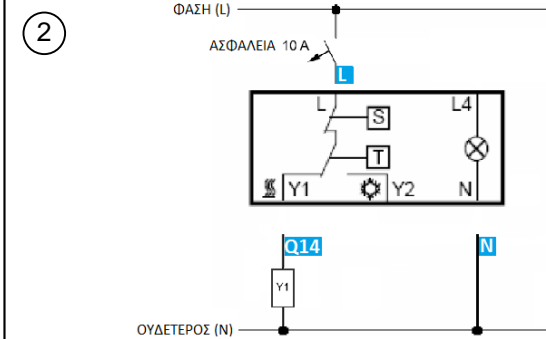 2
ΦΑΣΗ (L)
ΑΣΦΑΛΕΙΑ 10 A
L
L
L4
S
T
Y1
Y2
N
Q14
N
Y1
ΟΥΔΕΤΕΡΟΣ (N)